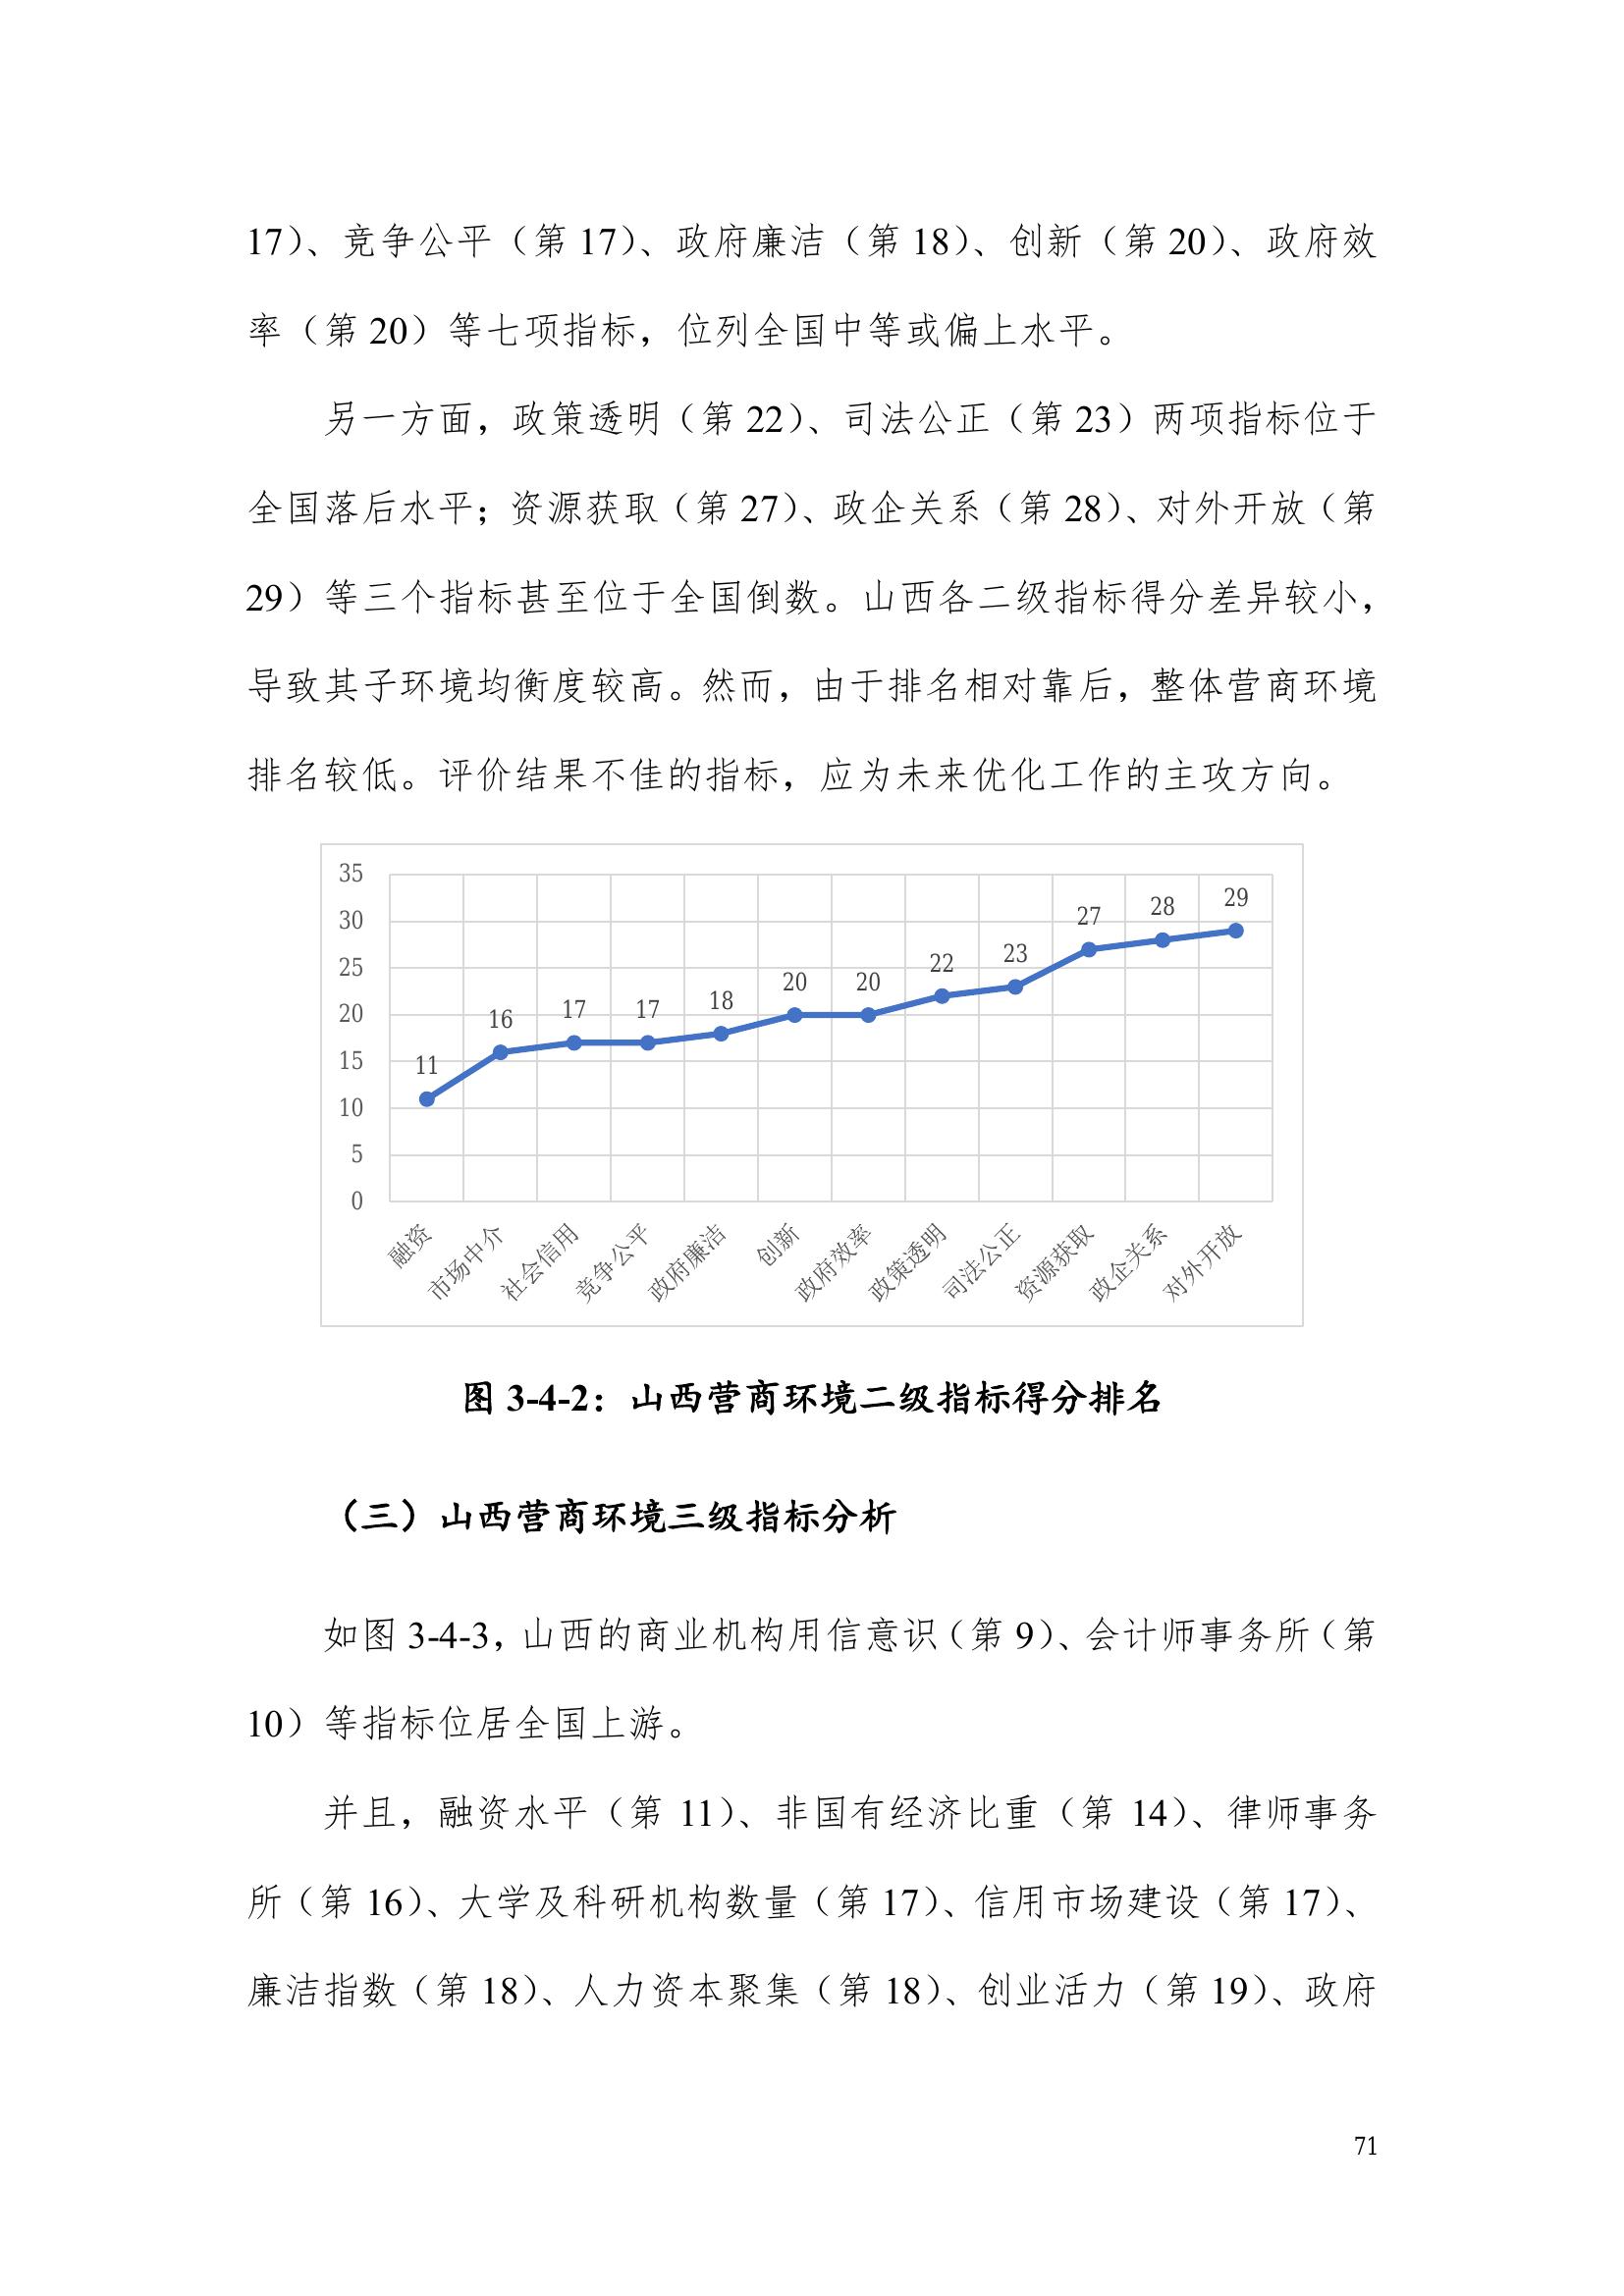 17）、竞争公平（第 17）、政府廉洁（第 18）、创新（第 20）、政府效
率（第 20）等七项指标，位列全国中等或偏上水平。
另一方面，政策透明（第 22）、司法公正（第 23）两项指标位于
全国落后水平；资源获取（第 27）、政企关系（第 28）、对外开放（第
29）等三个指标甚至位于全国倒数。山西各二级指标得分差异较小，
导致其子环境均衡度较高。然而，由于排名相对靠后，整体营商环境
排名较低。评价结果不佳的指标，应为未来优化工作的主攻方向。
35
30
25
20
15
10
5
0
11
16
17
17
18
20
20
22
23
27
28
29
融资
市场中介
社会信用
竞争公平
政府廉洁
创新
政府效率
政策透明
司法公正
资源获取
政企关系
对外开放
图 3-4-2：山西营商环境二级指标得分排名
（三）山西营商环境三级指标分析
如图 3-4-3，山西的商业机构用信意识（第 9）、会计师事务所（第
10）等指标位居全国上游。
并且，融资水平（第 11）、非国有经济比重（第 14）、律师事务
所（第 16）、大学及科研机构数量（第 17）、信用市场建设（第 17）、
廉洁指数（第 18）、人力资本聚集（第 18）、创业活力（第 19）、政府
71